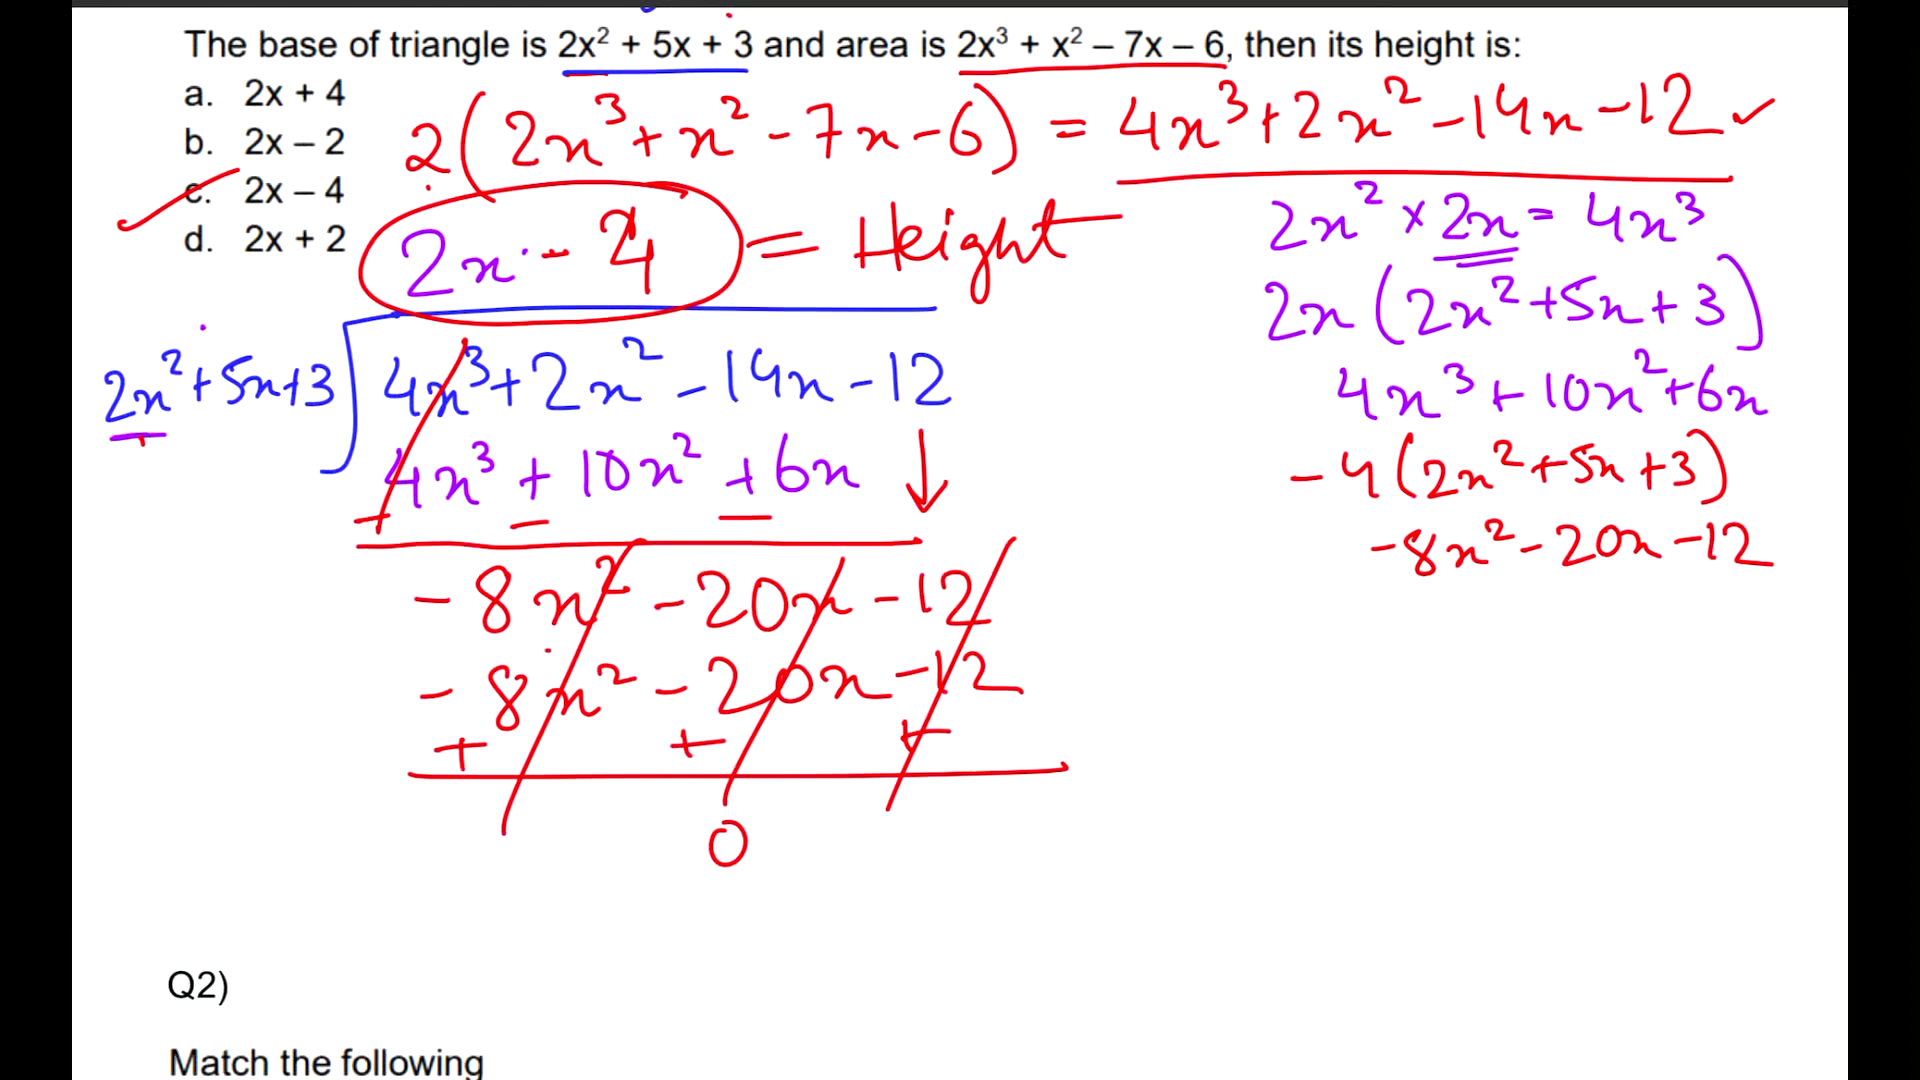 The base of triangle is 2x² + 5x + 3 and area is 2x³ + x² – 7x – 6, then its height is:
a. 2x + 4
b. 2x – 2
c. 2x – 4
d. 2x + 2
2(2x³+x²-7x-6) = 4x³+2x²-14x-12
2x-4 = Height
2x²+5x+3
4x³+2x²-14x-12
4x³+10x²+6x
-8x²-20x-12
-8x²-20x-12
+ + +
0
2x² × 2x = 4x³
2x(2x²+5x+3)
4x³+10x²+6x
-4(2x²+5x+3)
-8x²-20x-12
Q2)
Match the following